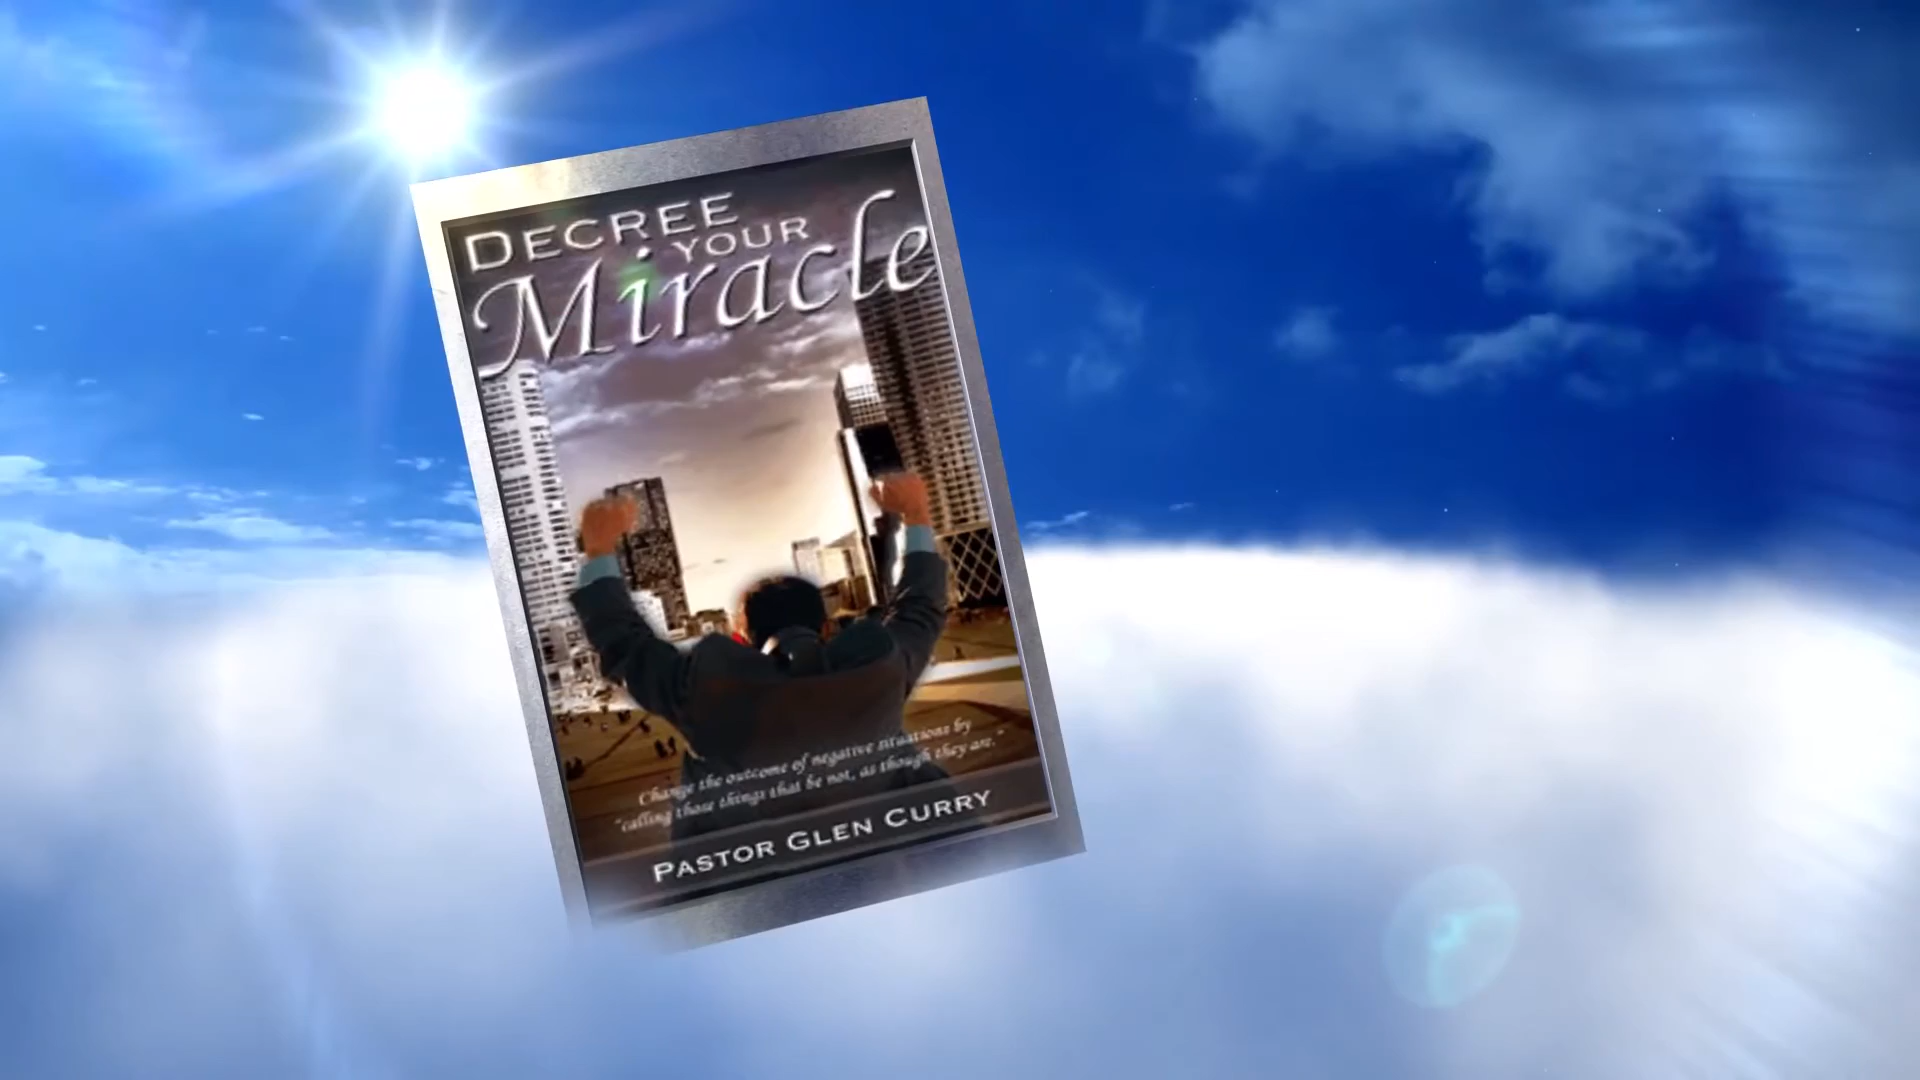 DECREE
YOUR
Miracle
Change the outcome of negative situations by
"calling those things that be not, as though they are."
PASTOR GLEN CURRY